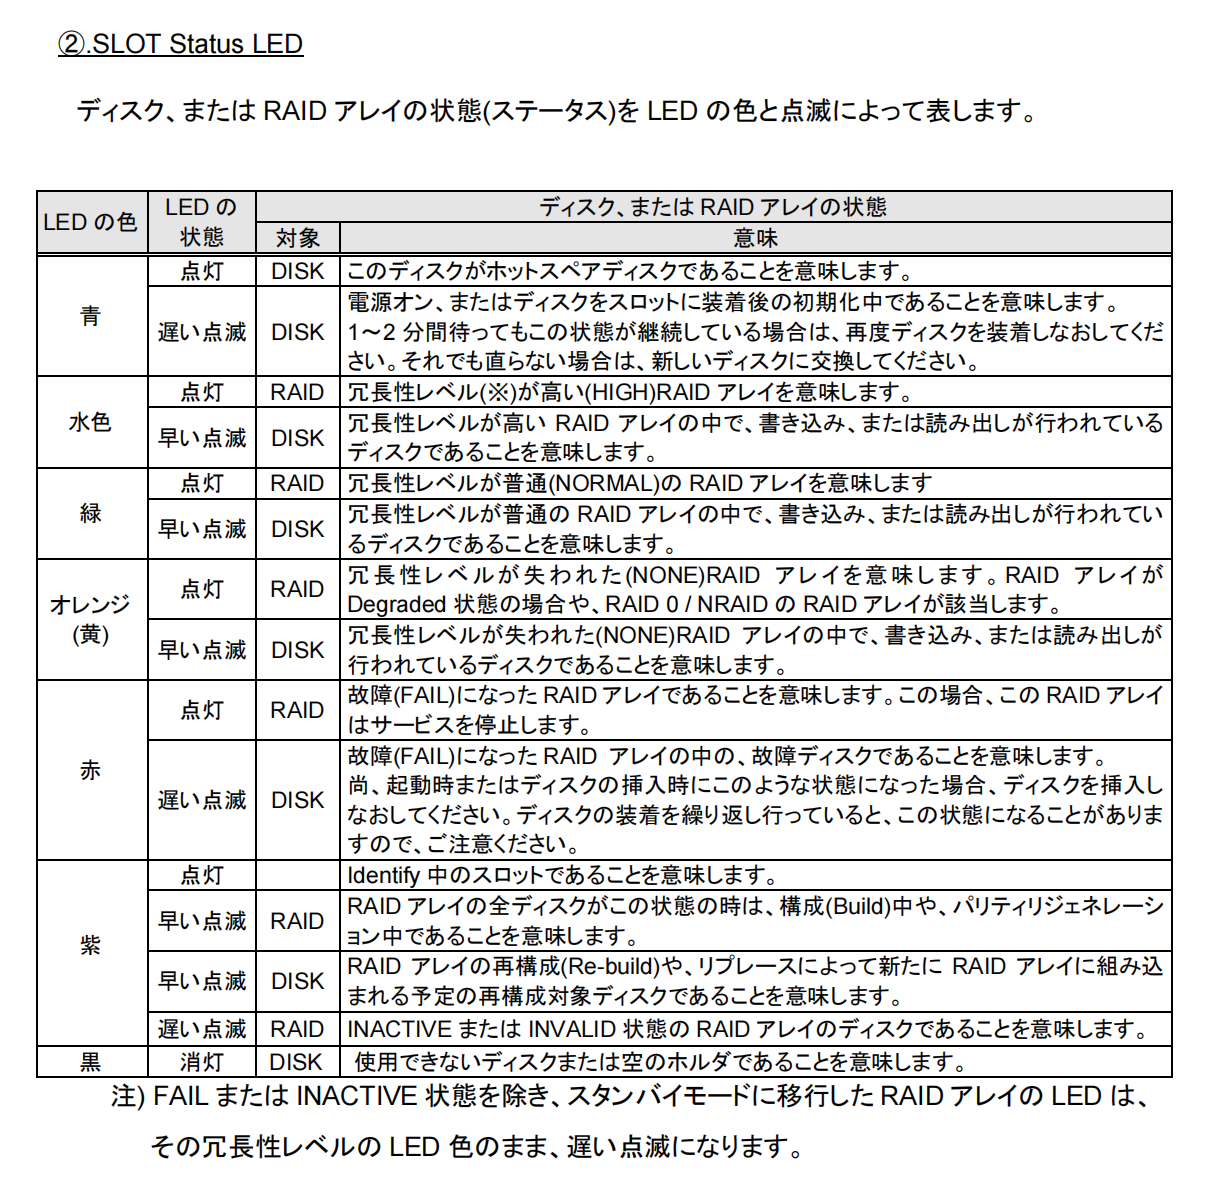 ②.SLOT Status LED
ディスク、または RAID アレイの状態(ステータス)を LED の色と点滅によって表します。
LED の色
LED の
状態
ディスク、または RAID アレイの状態
対象
意味
青
点灯
DISK
このディスクがホットスペアディスクであることを意味します。
遅い点滅
DISK
電源オン、またはディスクをスロットに装着後の初期化中であることを意味します。
1～2 分間待ってもこの状態が継続している場合は、再度ディスクを装着しなおしてくだ
さい。それでも直らない場合は、新しいディスクに交換してください。
水色
点灯
RAID
冗長性レベル(※)が高い(HIGH)RAID アレイを意味します。
早い点滅
DISK
冗長性レベルが高い RAID アレイの中で、書き込み、または読み出しが行われている
ディスクであることを意味します。
緑
点灯
RAID
冗長性レベルが普通(NORMAL)の RAID アレイを意味します
早い点滅
DISK
冗長性レベルが普通の RAID アレイの中で、書き込み、または読み出しが行われてい
るディスクであることを意味します。
オレンジ
(黄)
点灯
RAID
冗長性レベルが失われた(NONE)RAID アレイを意味します。RAID アレイが
Degraded 状態の場合や、RAID 0 / NRAID の RAID アレイが該当します。
早い点滅
DISK
冗長性レベルが失われた(NONE)RAID アレイの中で、書き込み、または読み出しが
行われているディスクであることを意味します。
赤
点灯
RAID
故障(FAIL)になった RAID アレイであることを意味します。この場合、この RAID アレイ
はサービスを停止します。
遅い点滅
DISK
故障(FAIL)になった RAID アレイの中の、故障ディスクであることを意味します。
尚、起動時またはディスクの挿入時にこのような状態になった場合、ディスクを挿入し
なおしてください。ディスクの装着を繰り返し行っていると、この状態になることがありま
すので、ご注意ください。
紫
点灯
Identify 中のスロットであることを意味します。
早い点滅
RAID
RAID アレイの全ディスクがこの状態の時は、構成(Build)中や、パリティリジェネレーシ
ョン中であることを意味します。
早い点滅
DISK
RAID アレイの再構成(Re-build)や、リプレースによって新たに RAID アレイに組み込
まれる予定の再構成対象ディスクであることを意味します。
遅い点滅
RAID
INACTIVE または INVALID 状態の RAID アレイのディスクであることを意味します。
黒
消灯
DISK
使用できないディスクまたは空のホルダであることを意味します。
注) FAIL または INACTIVE 状態を除き、スタンバイモードに移行した RAID アレイの LED は、
その冗長性レベルの LED 色のまま、遅い点滅になります。